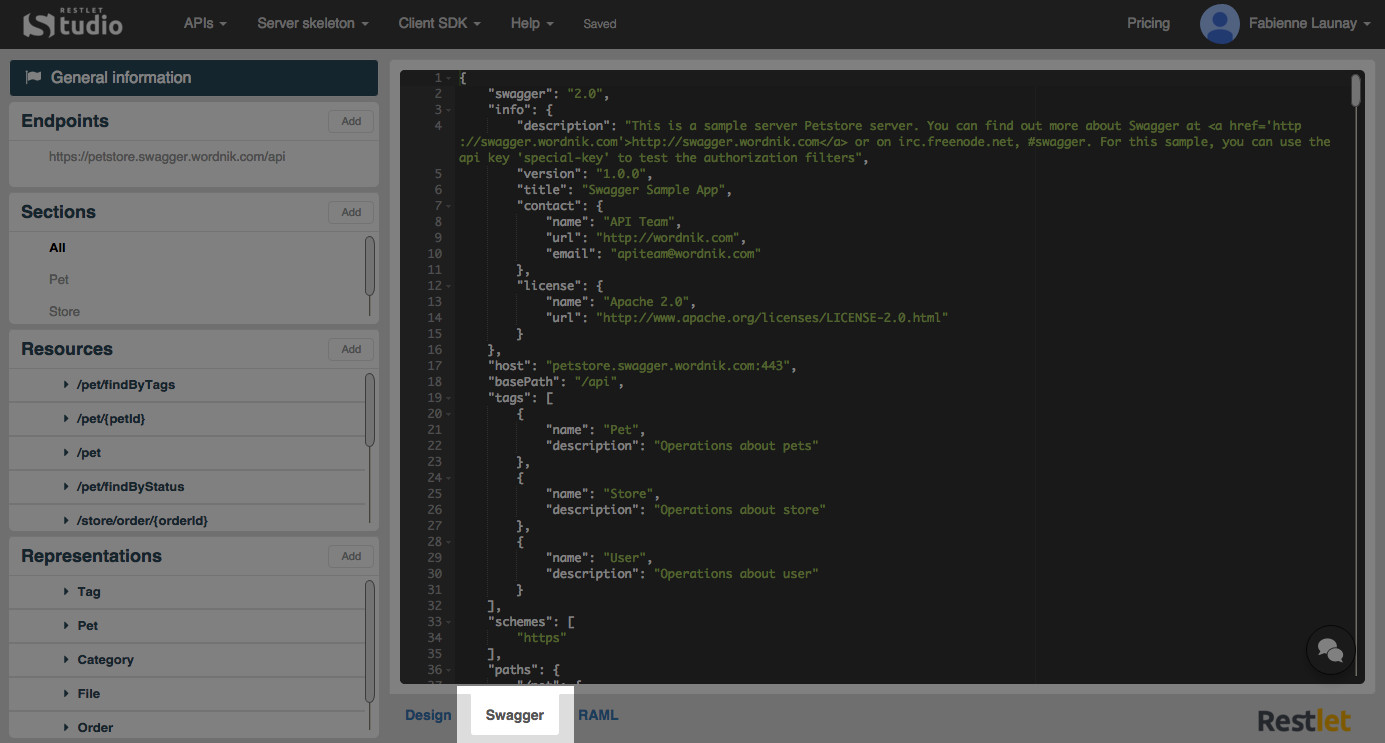 RESTLET
Studio
APIs
Server skeleton
Client SDK
Help
Saved
Pricing
Fabienne Launay
General information
Endpoints
Add
https://petstore.swagger.wordnik.com/api
Sections
Add
All
Pet
Store
Resources
Add
/pet/findByTags
/pet/{petId}
/pet
/pet/findByStatus
/store/order/{orderId}
Representations
Add
Tag
Pet
Category
File
Order
1 {
2 "swagger": "2.0",
3 "info": {
4 "description": "This is a sample server Petstore server. You can find out more about Swagger at <a href='http
://swagger.wordnik.com'>http://swagger.wordnik.com</a> or on irc.freenode.net, #swagger. For this sample, you can use the
api key 'special-key' to test the authorization filters",
5 "version": "1.0.0",
6 "title": "Swagger Sample App",
7 "contact": {
8 "name": "API Team",
9 "url": "http://wordnik.com",
10 "email": "apiteam@wordnik.com"
11 },
12 "license": {
13 "name": "Apache 2.0",
14 "url": "http://www.apache.org/licenses/LICENSE-2.0.html"
15 }
16 },
17 "host": "petstore.swagger.wordnik.com:443",
18 "basePath": "/api",
19 "tags": [
20 {
21 "name": "Pet",
22 "description": "Operations about pets"
23 },
24 {
25 "name": "Store",
26 "description": "Operations about store"
27 },
28 {
29 "name": "User",
30 "description": "Operations about user"
31 }
32 ],
33 "schemes": [
34 "https"
35 ],
36 "paths": {
37 "/pet": {
Design
Swagger
RAML
Restlet